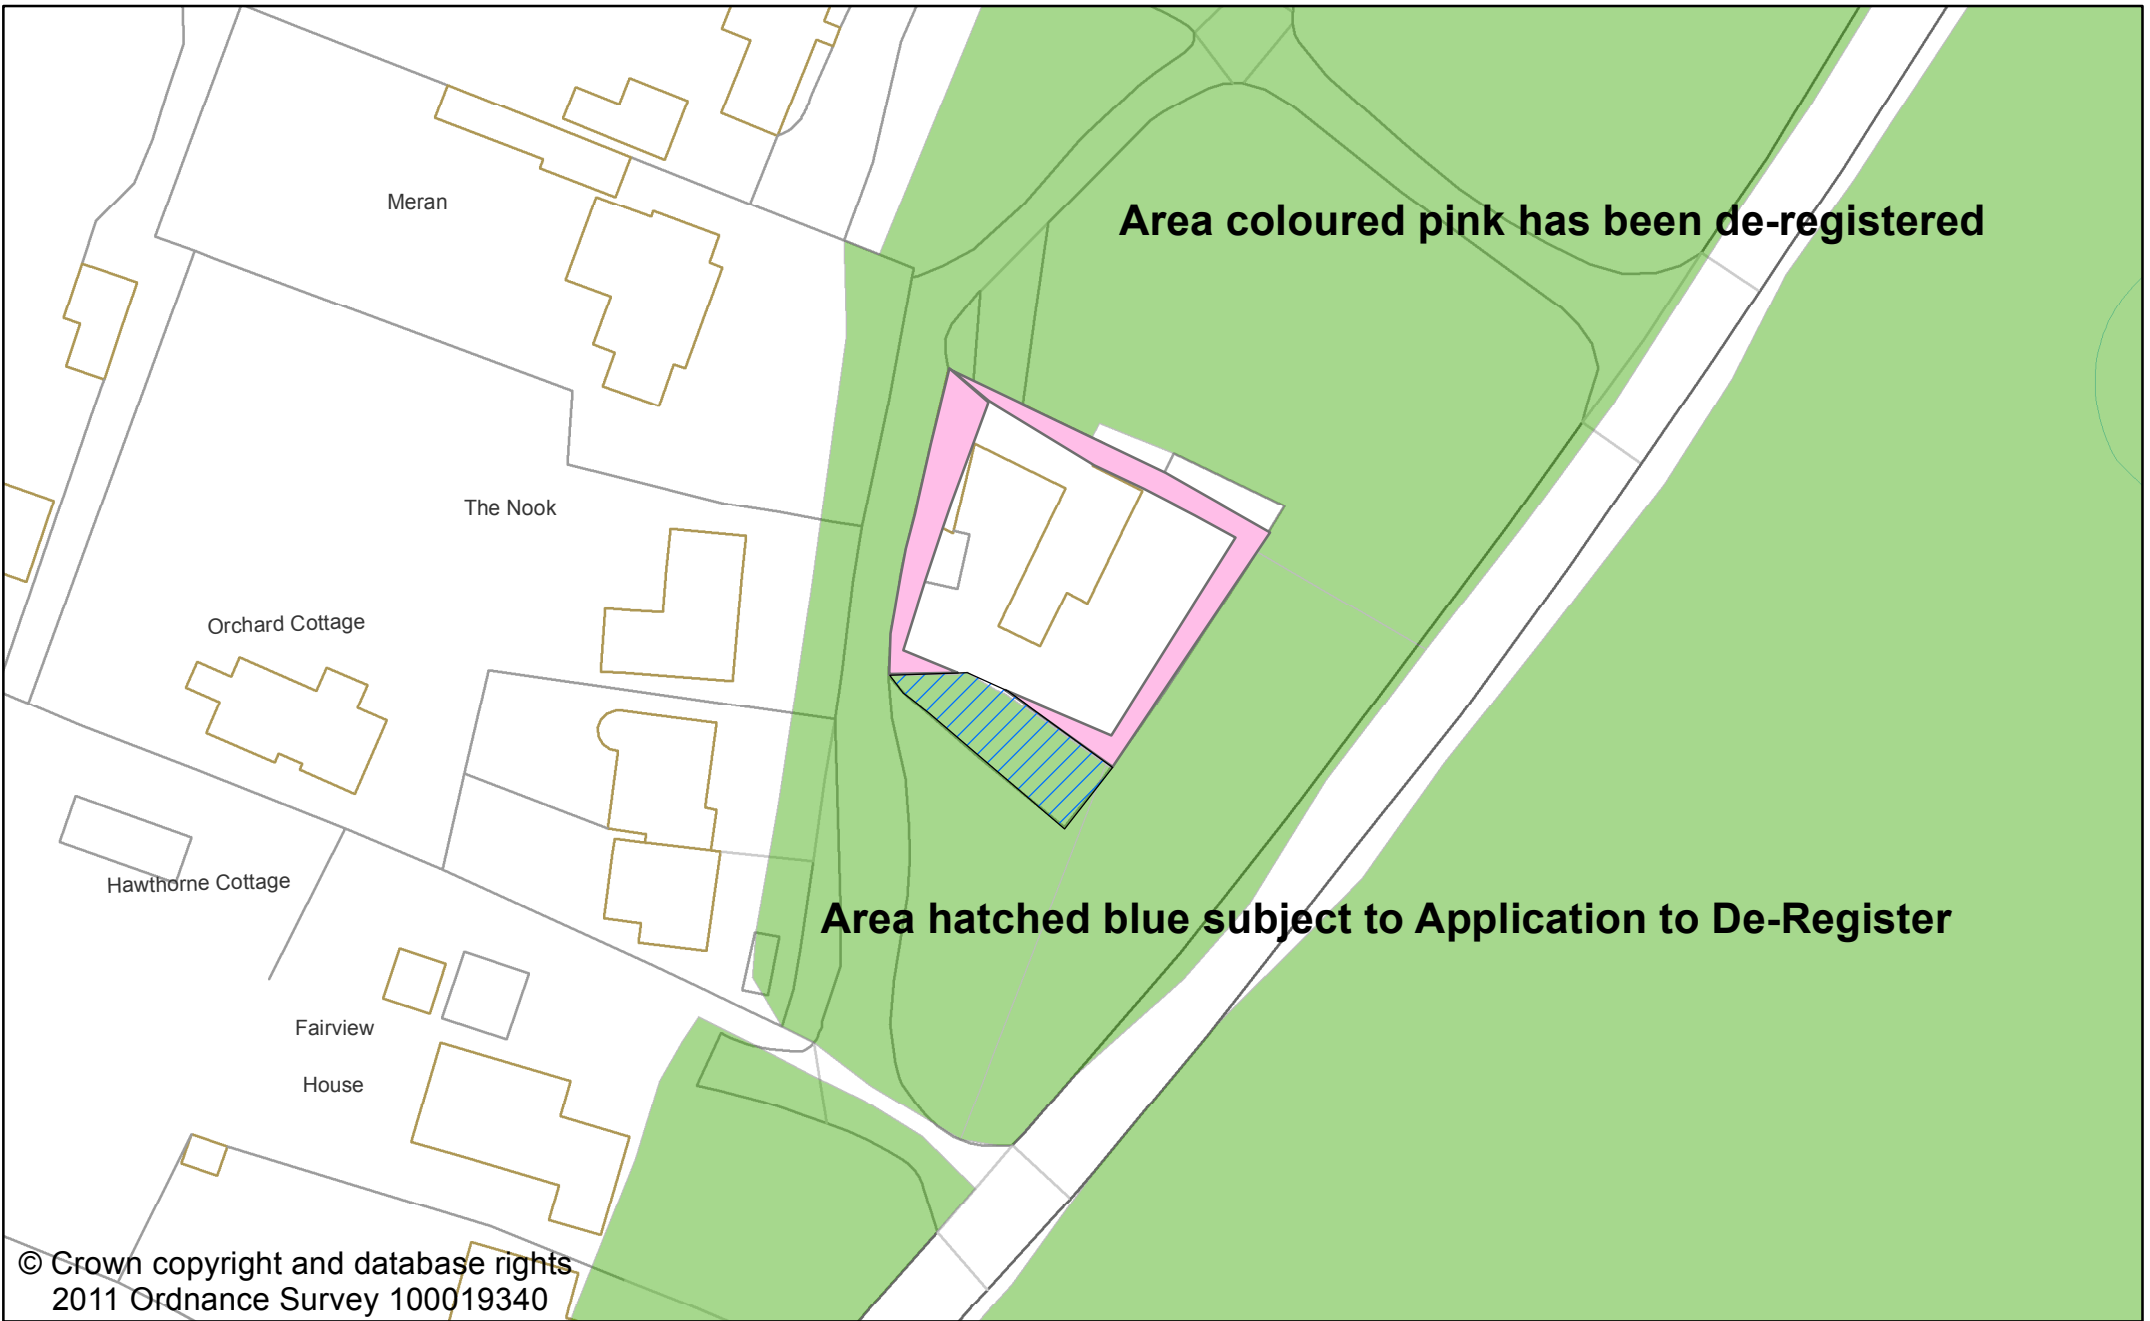 Meran
Area coloured pink has been de-registered
The Nook
Orchard Cottage
Hawthorne Cottage
Area hatched blue subject to Application to De-Register
Fairview
House
© Crown copyright and database rights
2011 Ordnance Survey 100019340